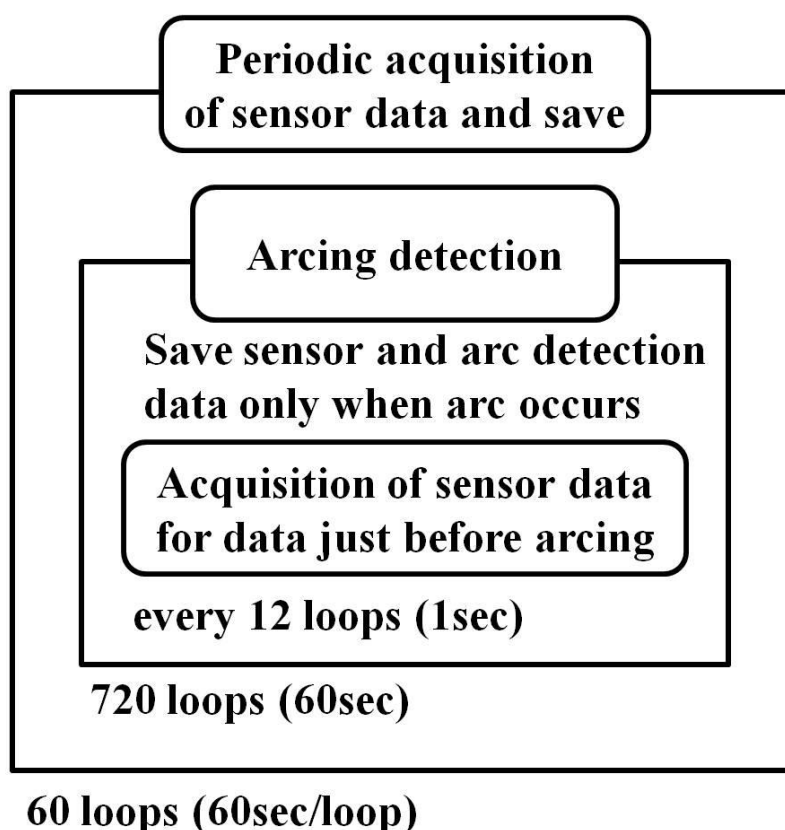 Periodic acquisition
of sensor data and save
Arcing detection
Save sensor and arc detection
data only when arc occurs
Acquisition of sensor data
for data just before arcing
every 12 loops (1sec)
720 loops (60sec)
60 loops (60sec/loop)